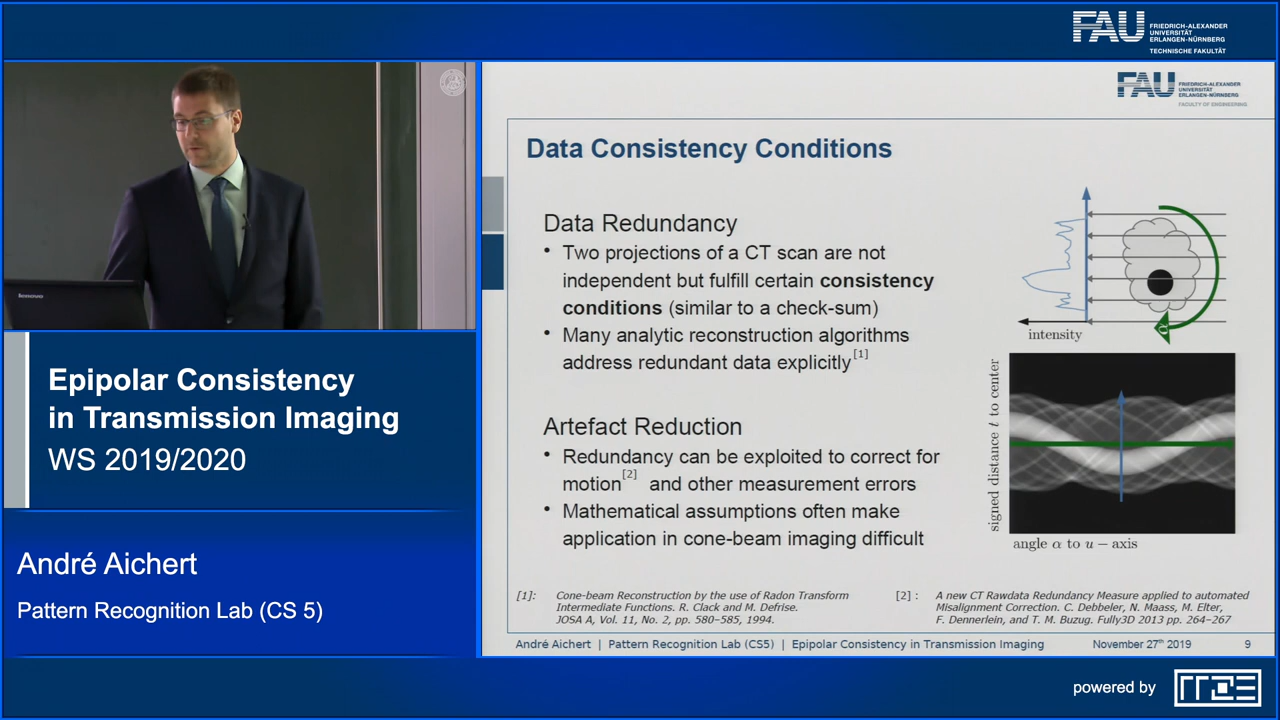 FAU
FRIEDRICH-ALEXANDER
UNIVERSITÄT
ERLANGEN-NÜRNBERG
TECHNISCHE FAKULTÄT
lenovo
Epipolar Consistency
in Transmission Imaging
WS 2019/2020
André Aichert
Pattern Recognition Lab (CS 5)
FAU
FRIEDRICH-ALEXANDER
UNIVERSITÄT
ERLANGEN-NÜRNBERG
FACULTY OF ENGINEERING
Data Consistency Conditions
Data Redundancy
• Two projections of a CT scan are not
independent but fulfill certain consistency
conditions (similar to a check-sum)
• Many analytic reconstruction algorithms
address redundant data explicitly[1]
Artefact Reduction
• Redundancy can be exploited to correct for
motion[2] and other measurement errors
• Mathematical assumptions often make
application in cone-beam imaging difficult
intensity
α
signed distance t to center
angle α to u − axis
[1]: Cone-beam Reconstruction by the use of Radon Transform
Intermediate Functions. R. Clack and M. Defrise.
JOSA A, Vol. 11, No. 2, pp. 580–585, 1994.
[2] : A new CT Rawdata Redundancy Measure applied to automated
Misalignment Correction. C. Debbeler, N. Maass, M. Elter,
F. Dennerlein, and T. M. Buzug. Fully3D 2013 pp. 264–267
André Aichert | Pattern Recognition Lab (CS5) | Epipolar Consistency in Transmission Imaging November 27th 2019 9
powered by